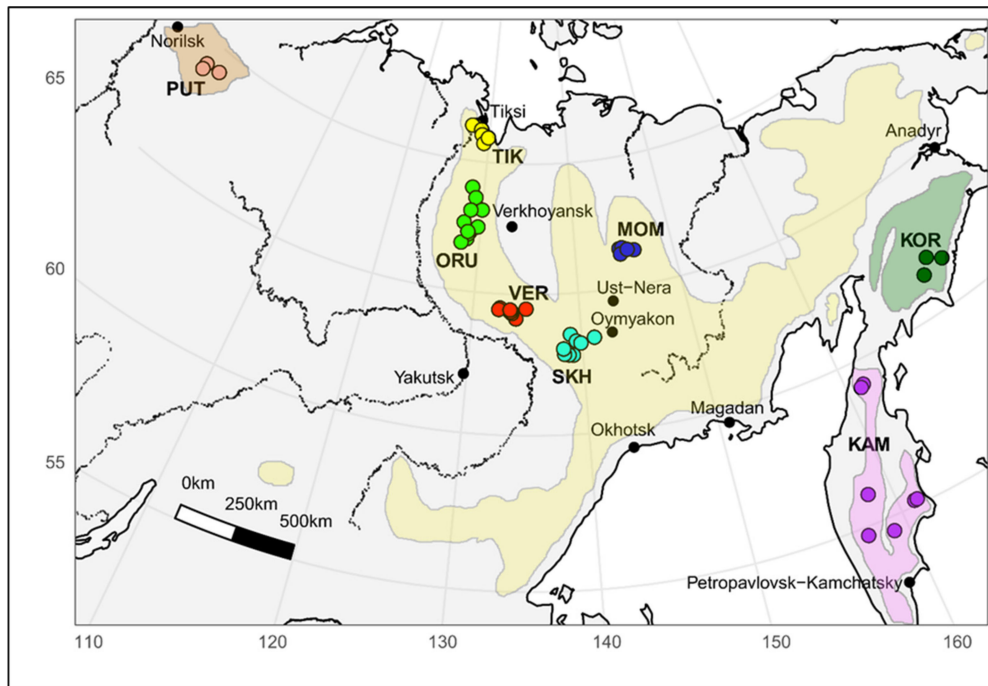 Norilsk
65
PUT
Tiksi
TIK
Anadyr
Verkhoyansk
MOM
KOR
ORU
60
VER
Ust-Nera
Oymyakon
SKH
Yakutsk
Magadan
Okhotsk
KAM
55
0km
250km
500km
Petropavlovsk-Kamchatsky
110
120
130
140
150
160